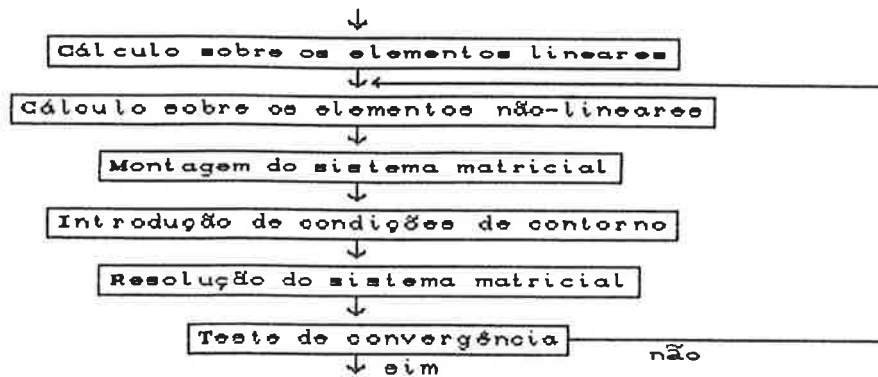 Cálculo sobre os elementos lineares
Cálculo sobre os elementos não-lineares
Montagem do sistema matricial
Introdução de condições de contorno
Resolução do sistema matricial
Teste de convergência
não
sim